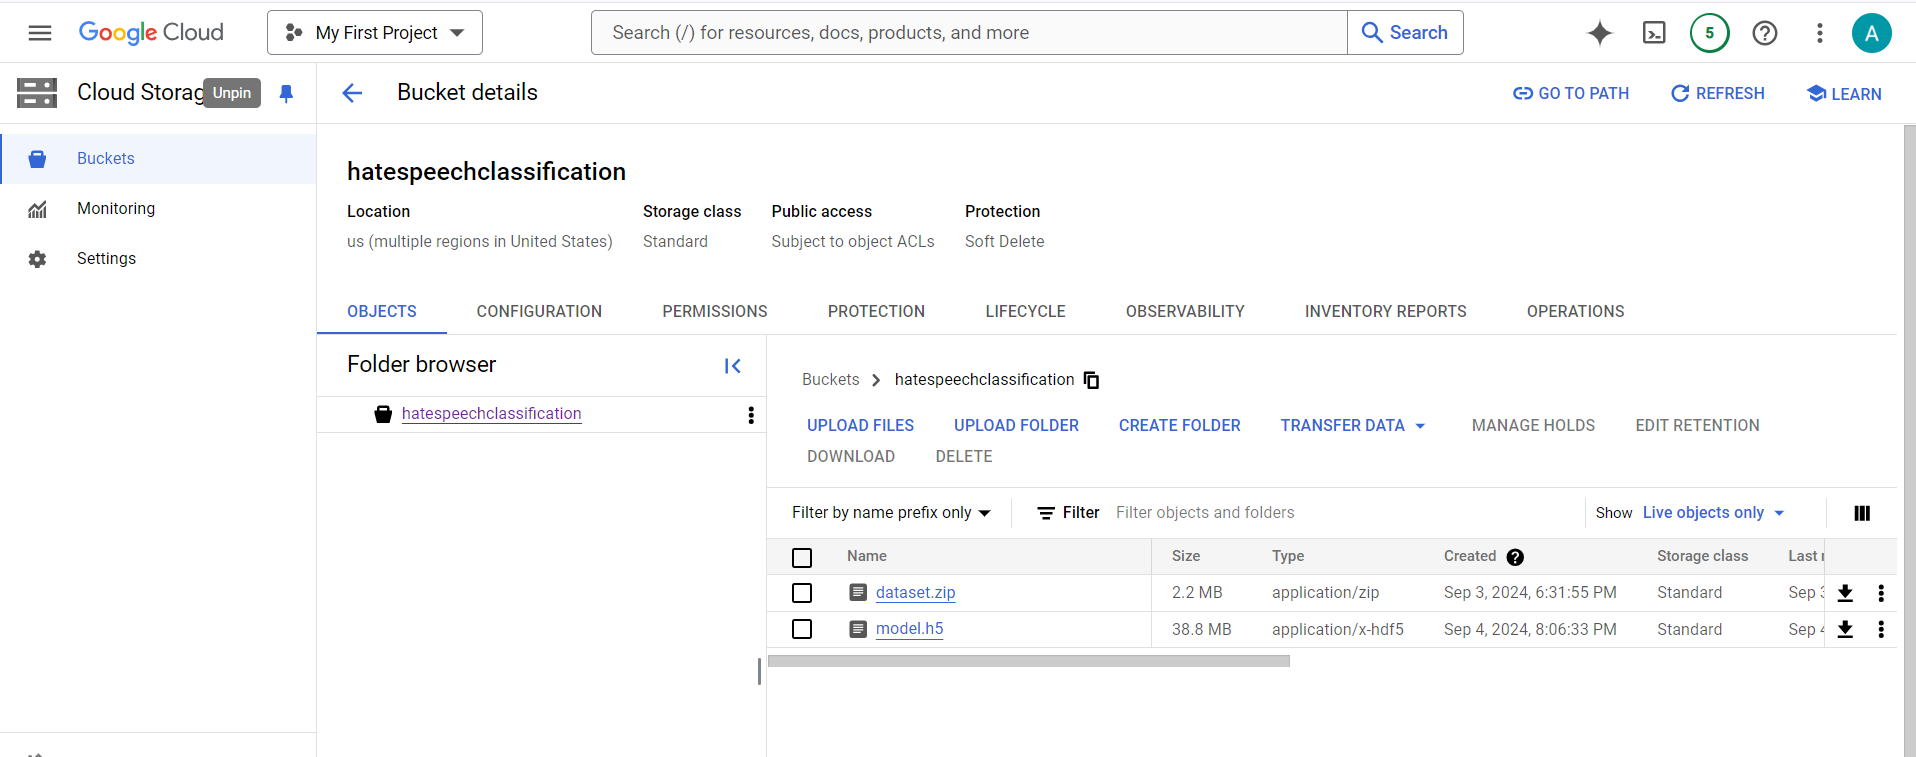 Google Cloud
My First Project
Search (/) for resources, docs, products, and more
Search
5
A
Cloud Storag
Unpin
Bucket details
GO TO PATH
REFRESH
LEARN
Buckets
Monitoring
Settings
hatespeechclassification
Location Storage class Public access Protection
us (multiple regions in United States) Standard Subject to object ACLs Soft Delete
OBJECTS CONFIGURATION PERMISSIONS PROTECTION LIFECYCLE OBSERVABILITY INVENTORY REPORTS OPERATIONS
Folder browser
hatespeechclassification
Buckets hatespeechclassification
UPLOAD FILES UPLOAD FOLDER CREATE FOLDER TRANSFER DATA MANAGE HOLDS EDIT RETENTION
DOWNLOAD DELETE
Filter by name prefix only Filter Filter objects and folders Show Live objects only
Name Size Type Created ? Storage class Last
dataset.zip 2.2 MB application/zip Sep 3, 2024, 6:31:55 PM Standard Sep 3
model.h5 38.8 MB application/x-hdf5 Sep 4, 2024, 8:06:33 PM Standard Sep 4